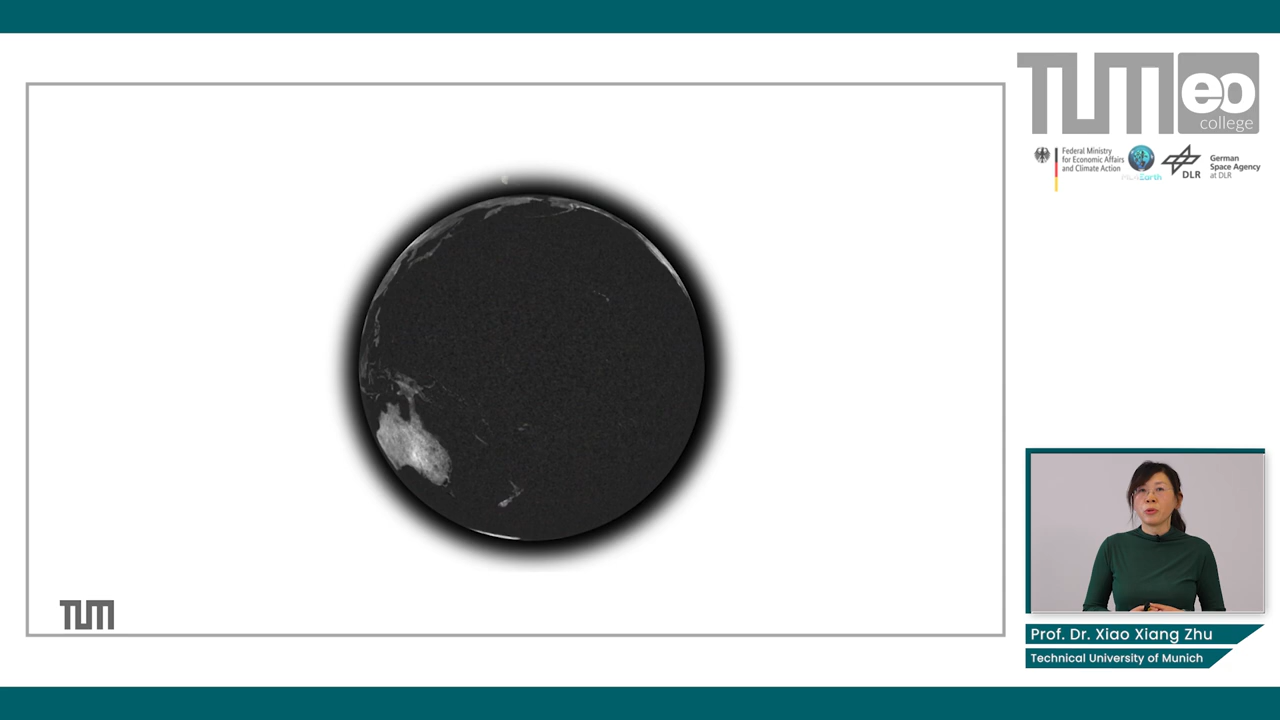 TUM
eo
college
Federal Ministry
for Economic Affairs
and Climate Action
ML4Earth
DLR
German
Space Agency
at DLR
TUM
Prof. Dr. Xiao Xiang Zhu
Technical University of Munich